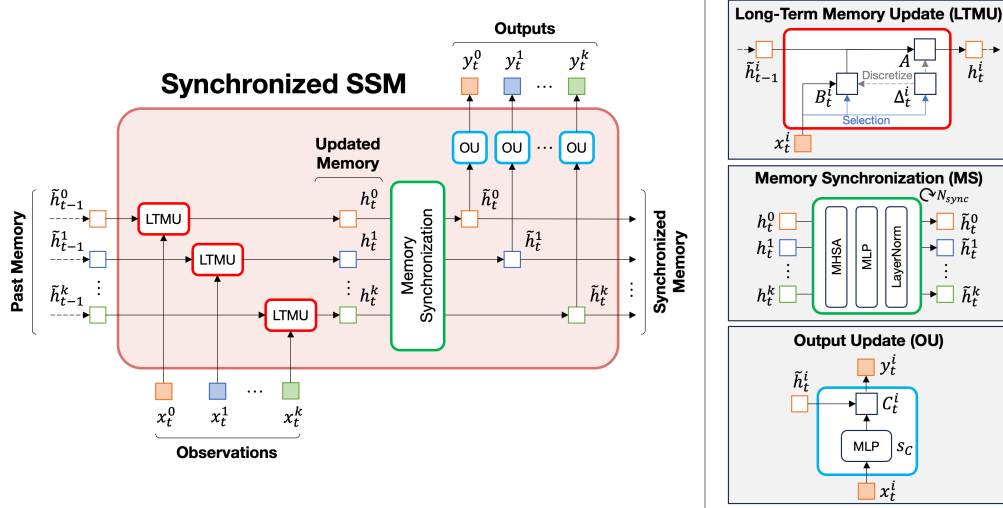 Synchronized SSM
Outputs
y_t^0 y_t^1 y_t^k
...
OU OU ... OU
Updated
Memory
Past Memory
h̃_{t-1}^0
LTMU
h_t^0
h̃_t^0
h̃_{t-1}^1
LTMU
h_t^1
h̃_t^1
⋮
h̃_{t-1}^k
LTMU
h_t^k
h̃_t^k
Memory
Synchronization
Synchronized
Memory
...
x_t^0 x_t^1 x_t^k
Observations
Long-Term Memory Update (LTMU)
h̃_{t-1}^i
A
h_t^i
Discretize
B_t^i
Δ_t^i
Selection
x_t^i
Memory Synchronization (MS)
N_{sync}
h_t^0
h_t^1
⋮
h_t^k
MHSA
MLP
LayerNorm
h̃_t^0
h̃_t^1
⋮
h̃_t^k
Output Update (OU)
y_t^i
h̃_t^i
C_t^i
MLP
s_C
x_t^i